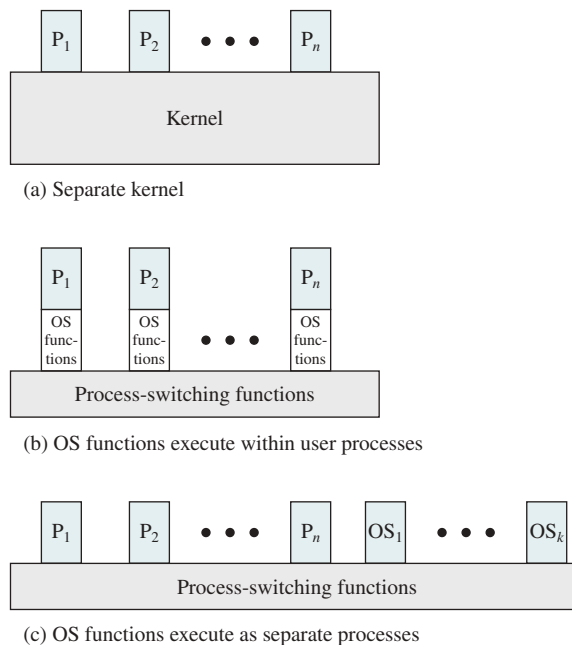 P1 P2 • • • Pn
Kernel
(a) Separate kernel
P1 P2 Pn
OS OS OS
func- func- • • • func-
tions tions tions
Process-switching functions
(b) OS functions execute within user processes
P1 P2 • • • Pn OS1 • • • OSk
Process-switching functions
(c) OS functions execute as separate processes